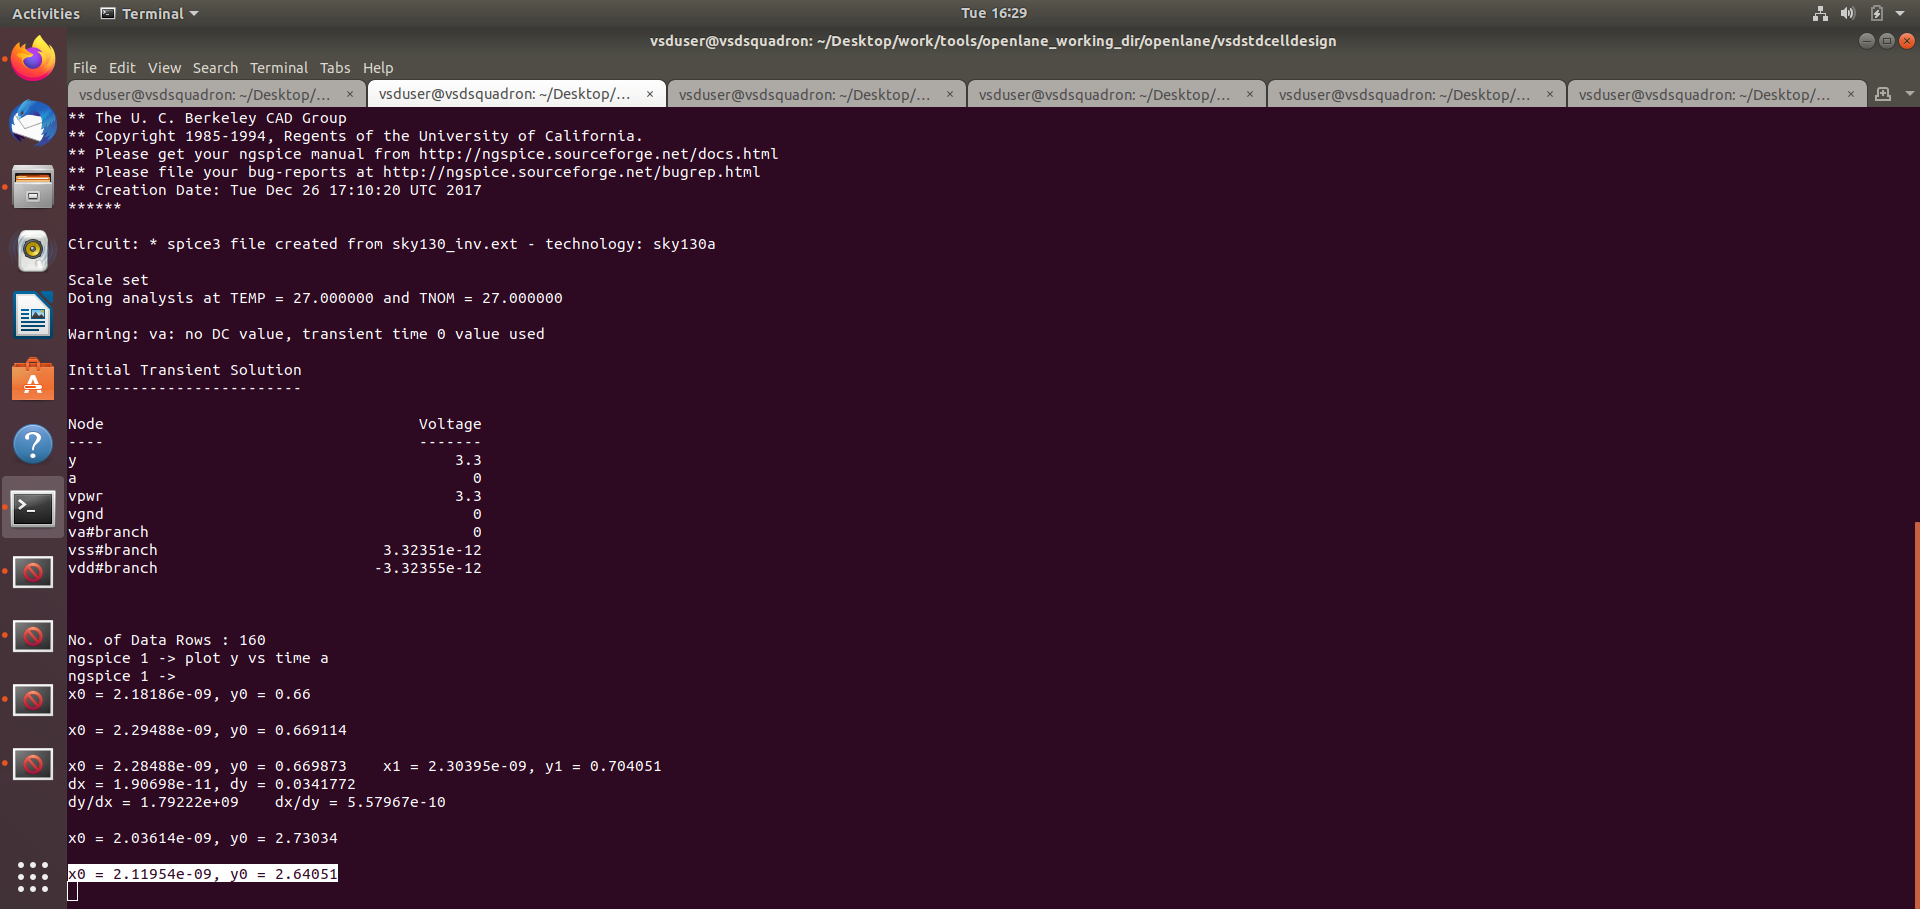 Activities Terminal Tue 16:29
vsduser@vsdsquadron: ~/Desktop/work/tools/openlane_working_dir/openlane/vsdstdcelldesign
File Edit View Search Terminal Tabs Help
vsduser@vsdsquadron: ~/Desktop/... × vsduser@vsdsquadron: ~/Desktop/... × vsduser@vsdsquadron: ~/Desktop/... × vsduser@vsdsquadron: ~/Desktop/... × vsduser@vsdsquadron: ~/Desktop/... × vsduser@vsdsquadron: ~/Desktop/... ×
** The U. C. Berkeley CAD Group
** Copyright 1985-1994, Regents of the University of California.
** Please get your ngspice manual from http://ngspice.sourceforge.net/docs.html
** Please file your bug-reports at http://ngspice.sourceforge.net/bugrep.html
** Creation Date: Tue Dec 26 17:10:20 UTC 2017
******
Circuit: * spice3 file created from sky130_inv.ext - technology: sky130a
Scale set
Doing analysis at TEMP = 27.000000 and TNOM = 27.000000
Warning: va: no DC value, transient time 0 value used
Initial Transient Solution
--------------------------
Node Voltage
---- -------
y 3.3
a 0
vpwr 3.3
vgnd 0
va#branch 0
vss#branch 3.32351e-12
vdd#branch -3.32355e-12
No. of Data Rows : 160
ngspice 1 -> plot y vs time a
ngspice 1 ->
x0 = 2.18186e-09, y0 = 0.66
x0 = 2.29488e-09, y0 = 0.669114
x0 = 2.28488e-09, y0 = 0.669873 x1 = 2.30395e-09, y1 = 0.704051
dx = 1.90698e-11, dy = 0.0341772
dy/dx = 1.79222e+09 dx/dy = 5.57967e-10
x0 = 2.03614e-09, y0 = 2.73034
x0 = 2.11954e-09, y0 = 2.64051